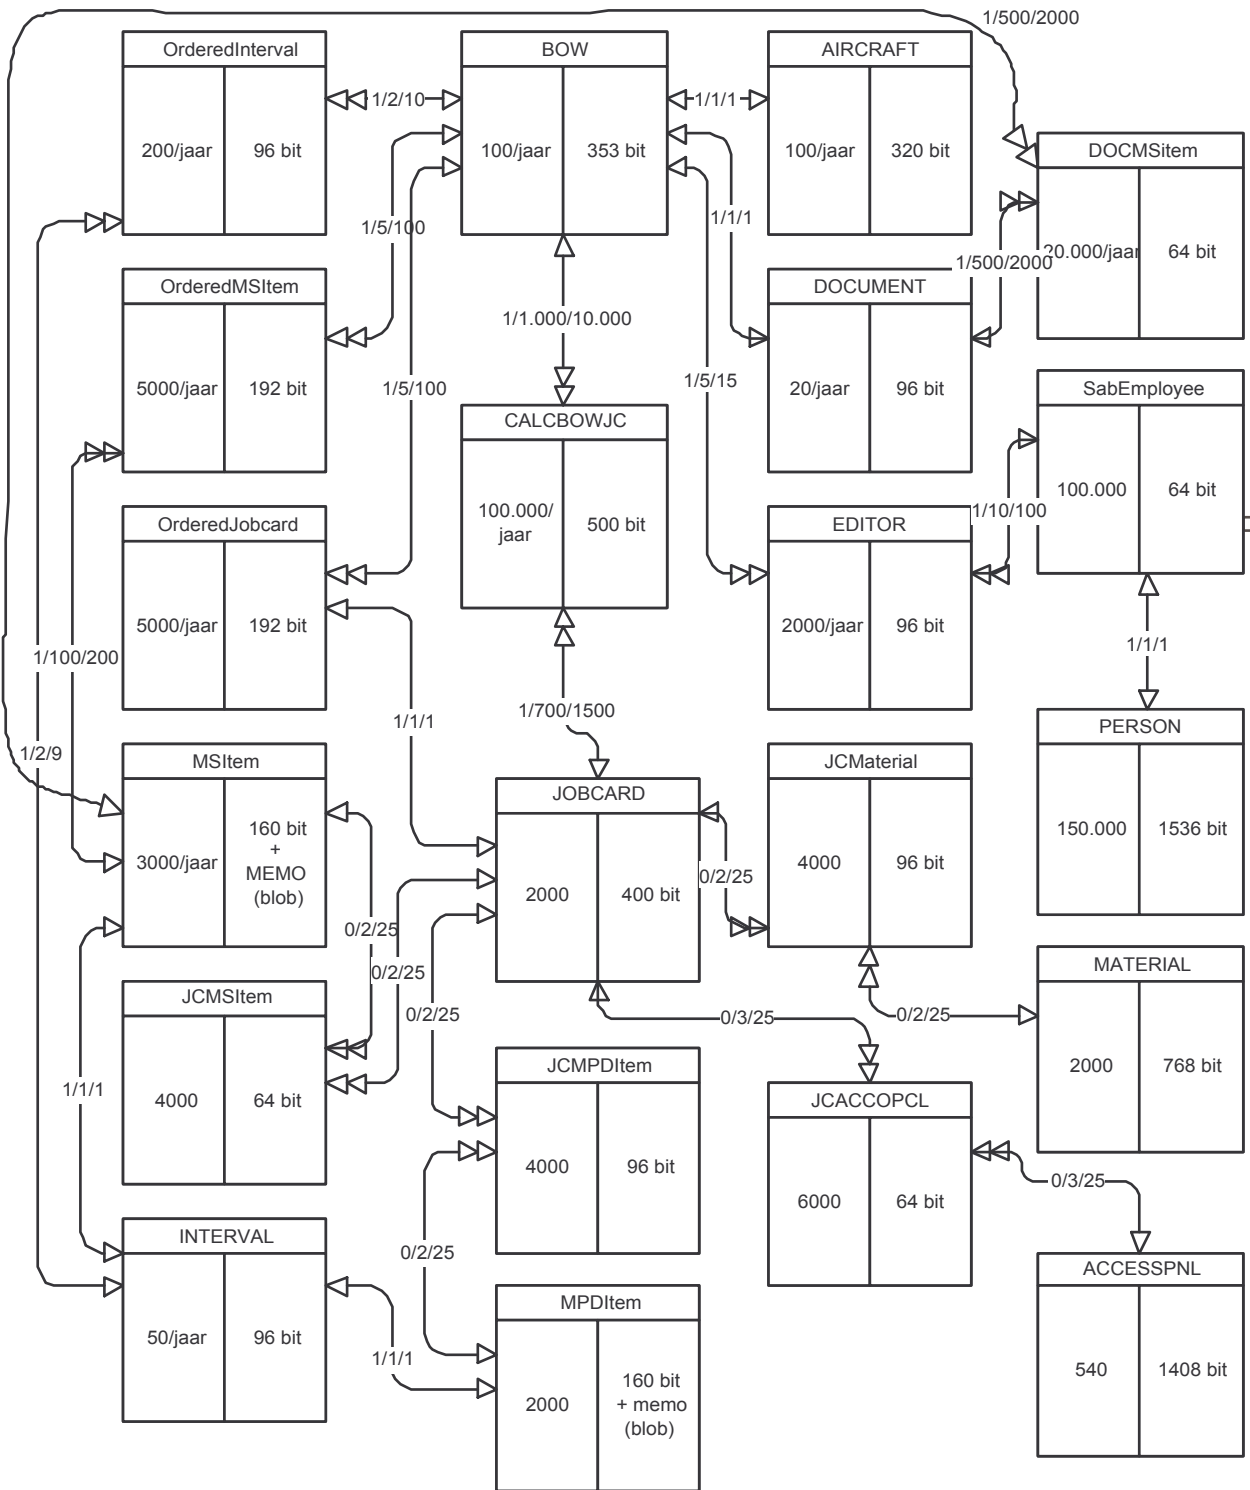 1/500/2000
OrderedInterval
BOW
AIRCRAFT
1/2/10
1/1/1
200/jaar
96 bit
100/jaar
353 bit
100/jaar
320 bit
DOCMSitem
1/5/100
1/1/1
20.000/jaar
64 bit
1/500/2000
OrderedMSItem
DOCUMENT
1/1.000/10.000
5000/jaar
192 bit
1/5/100
1/5/15
20/jaar
96 bit
SabEmployee
CALCBOWJC
100.000
64 bit
100.000/
jaar
500 bit
OrderedJobcard
EDITOR
1/10/100
5000/jaar
192 bit
2000/jaar
96 bit
1/100/200
1/1/1
1/700/1500
1/1/1
PERSON
1/2/9
MSItem
JCMaterial
JOBCARD
150.000
1536 bit
3000/jaar
160 bit
+
MEMO
(blob)
4000
96 bit
0/2/25
2000
400 bit
0/2/25
0/2/25
MATERIAL
JCMSItem
0/2/25
0/3/25
0/2/25
JCMPDItem
2000
768 bit
1/1/1
4000
64 bit
JCACCOPCL
4000
96 bit
0/3/25
6000
64 bit
INTERVAL
0/2/25
ACCESSPNL
MPDItem
50/jaar
96 bit
1/1/1
540
1408 bit
2000
160 bit
+ memo
(blob)